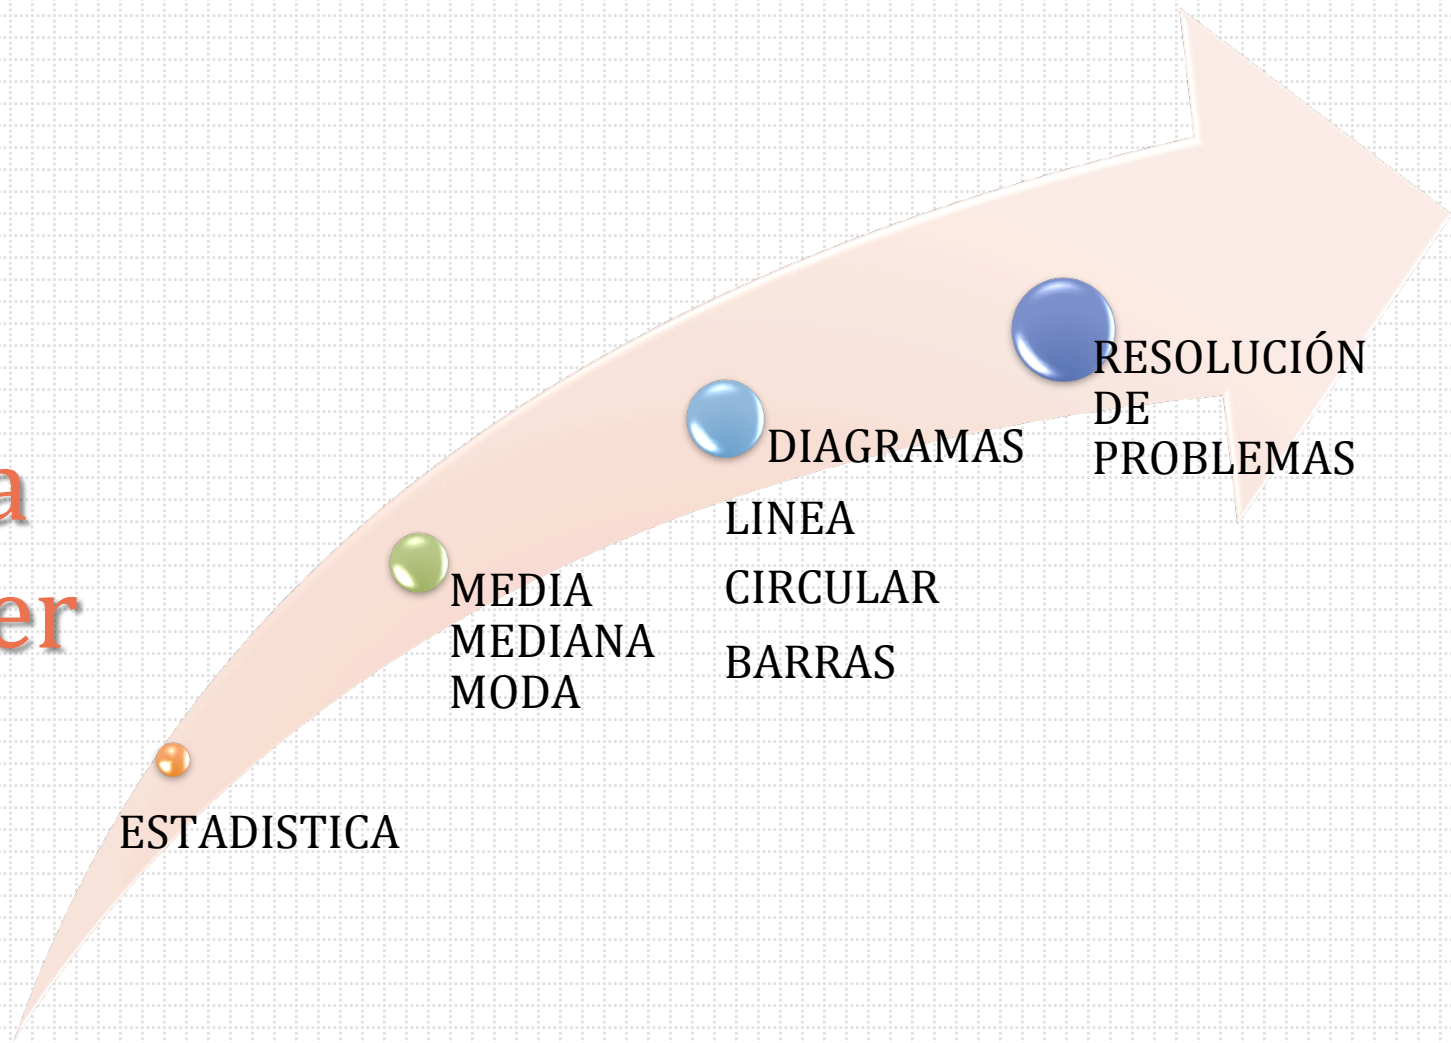 ESTADISTICA
MEDIA
MEDIANA
MODA
DIAGRAMAS
LINEA
CIRCULAR
BARRAS
RESOLUCIÓN
DE
PROBLEMAS